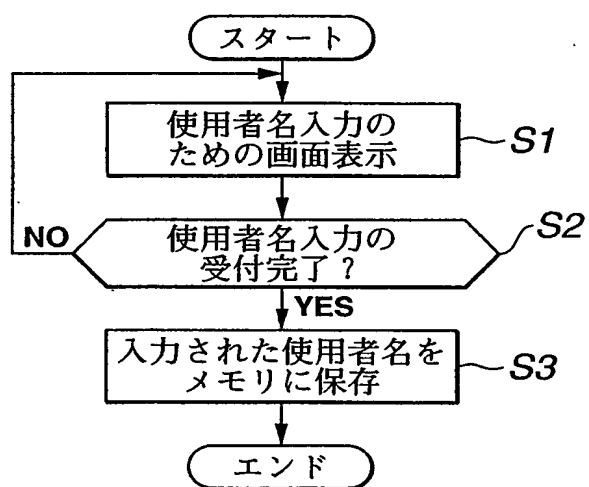 スタート
使用者名入力の
ための画面表示
S1
使用者名入力の
受付完了？
S2
NO
YES
入力された使用者名を
メモリに保存
S3
エンド